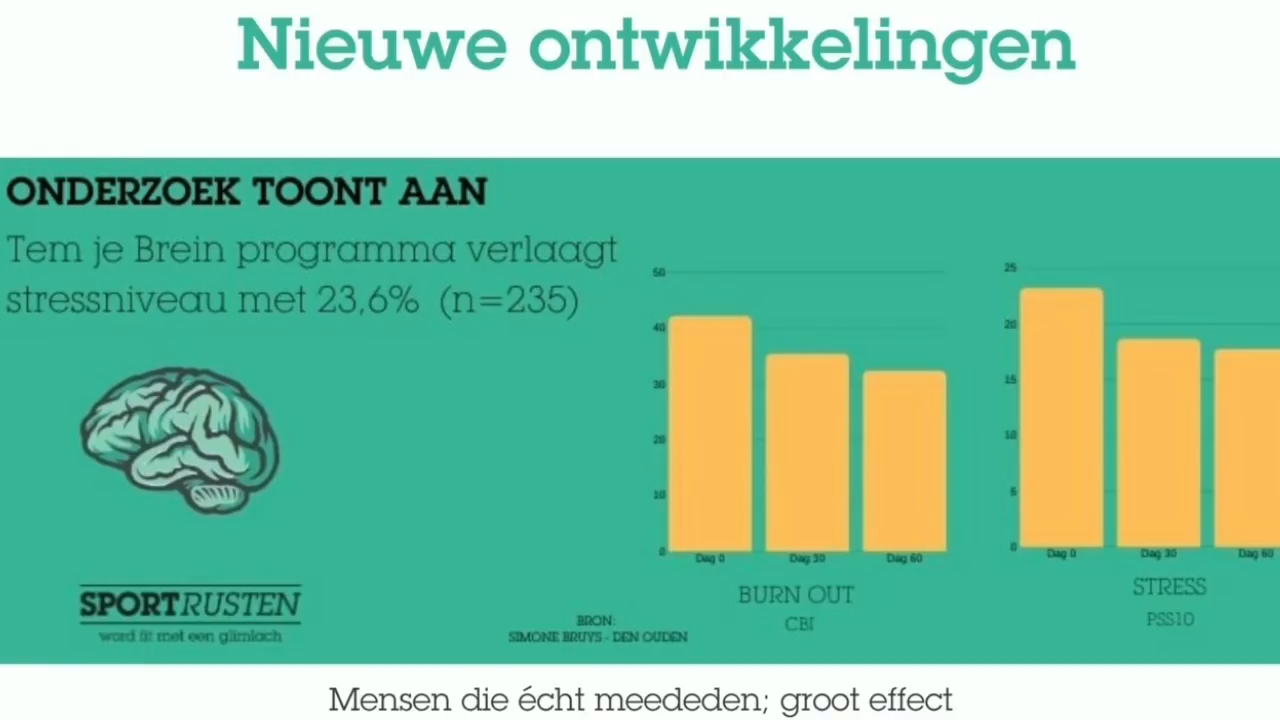 Nieuwe ontwikkelingen
ONDERZOEK TOONT AAN
Tem je Brein programma verlaagt
stressniveau met 23,6% (n=235)
50
40
30
20
10
0
Dag 0 Dag 30 Dag 60
BURN OUT
CBI
25
20
15
10
5
0
Dag 0 Dag 30 Dag 60
STRESS
PSS10
SPORTRUSTEN
word fit met een glimlach
BRON:
SIMONE BRUYS - DEN OUDEN
Mensen die écht meededen; groot effect